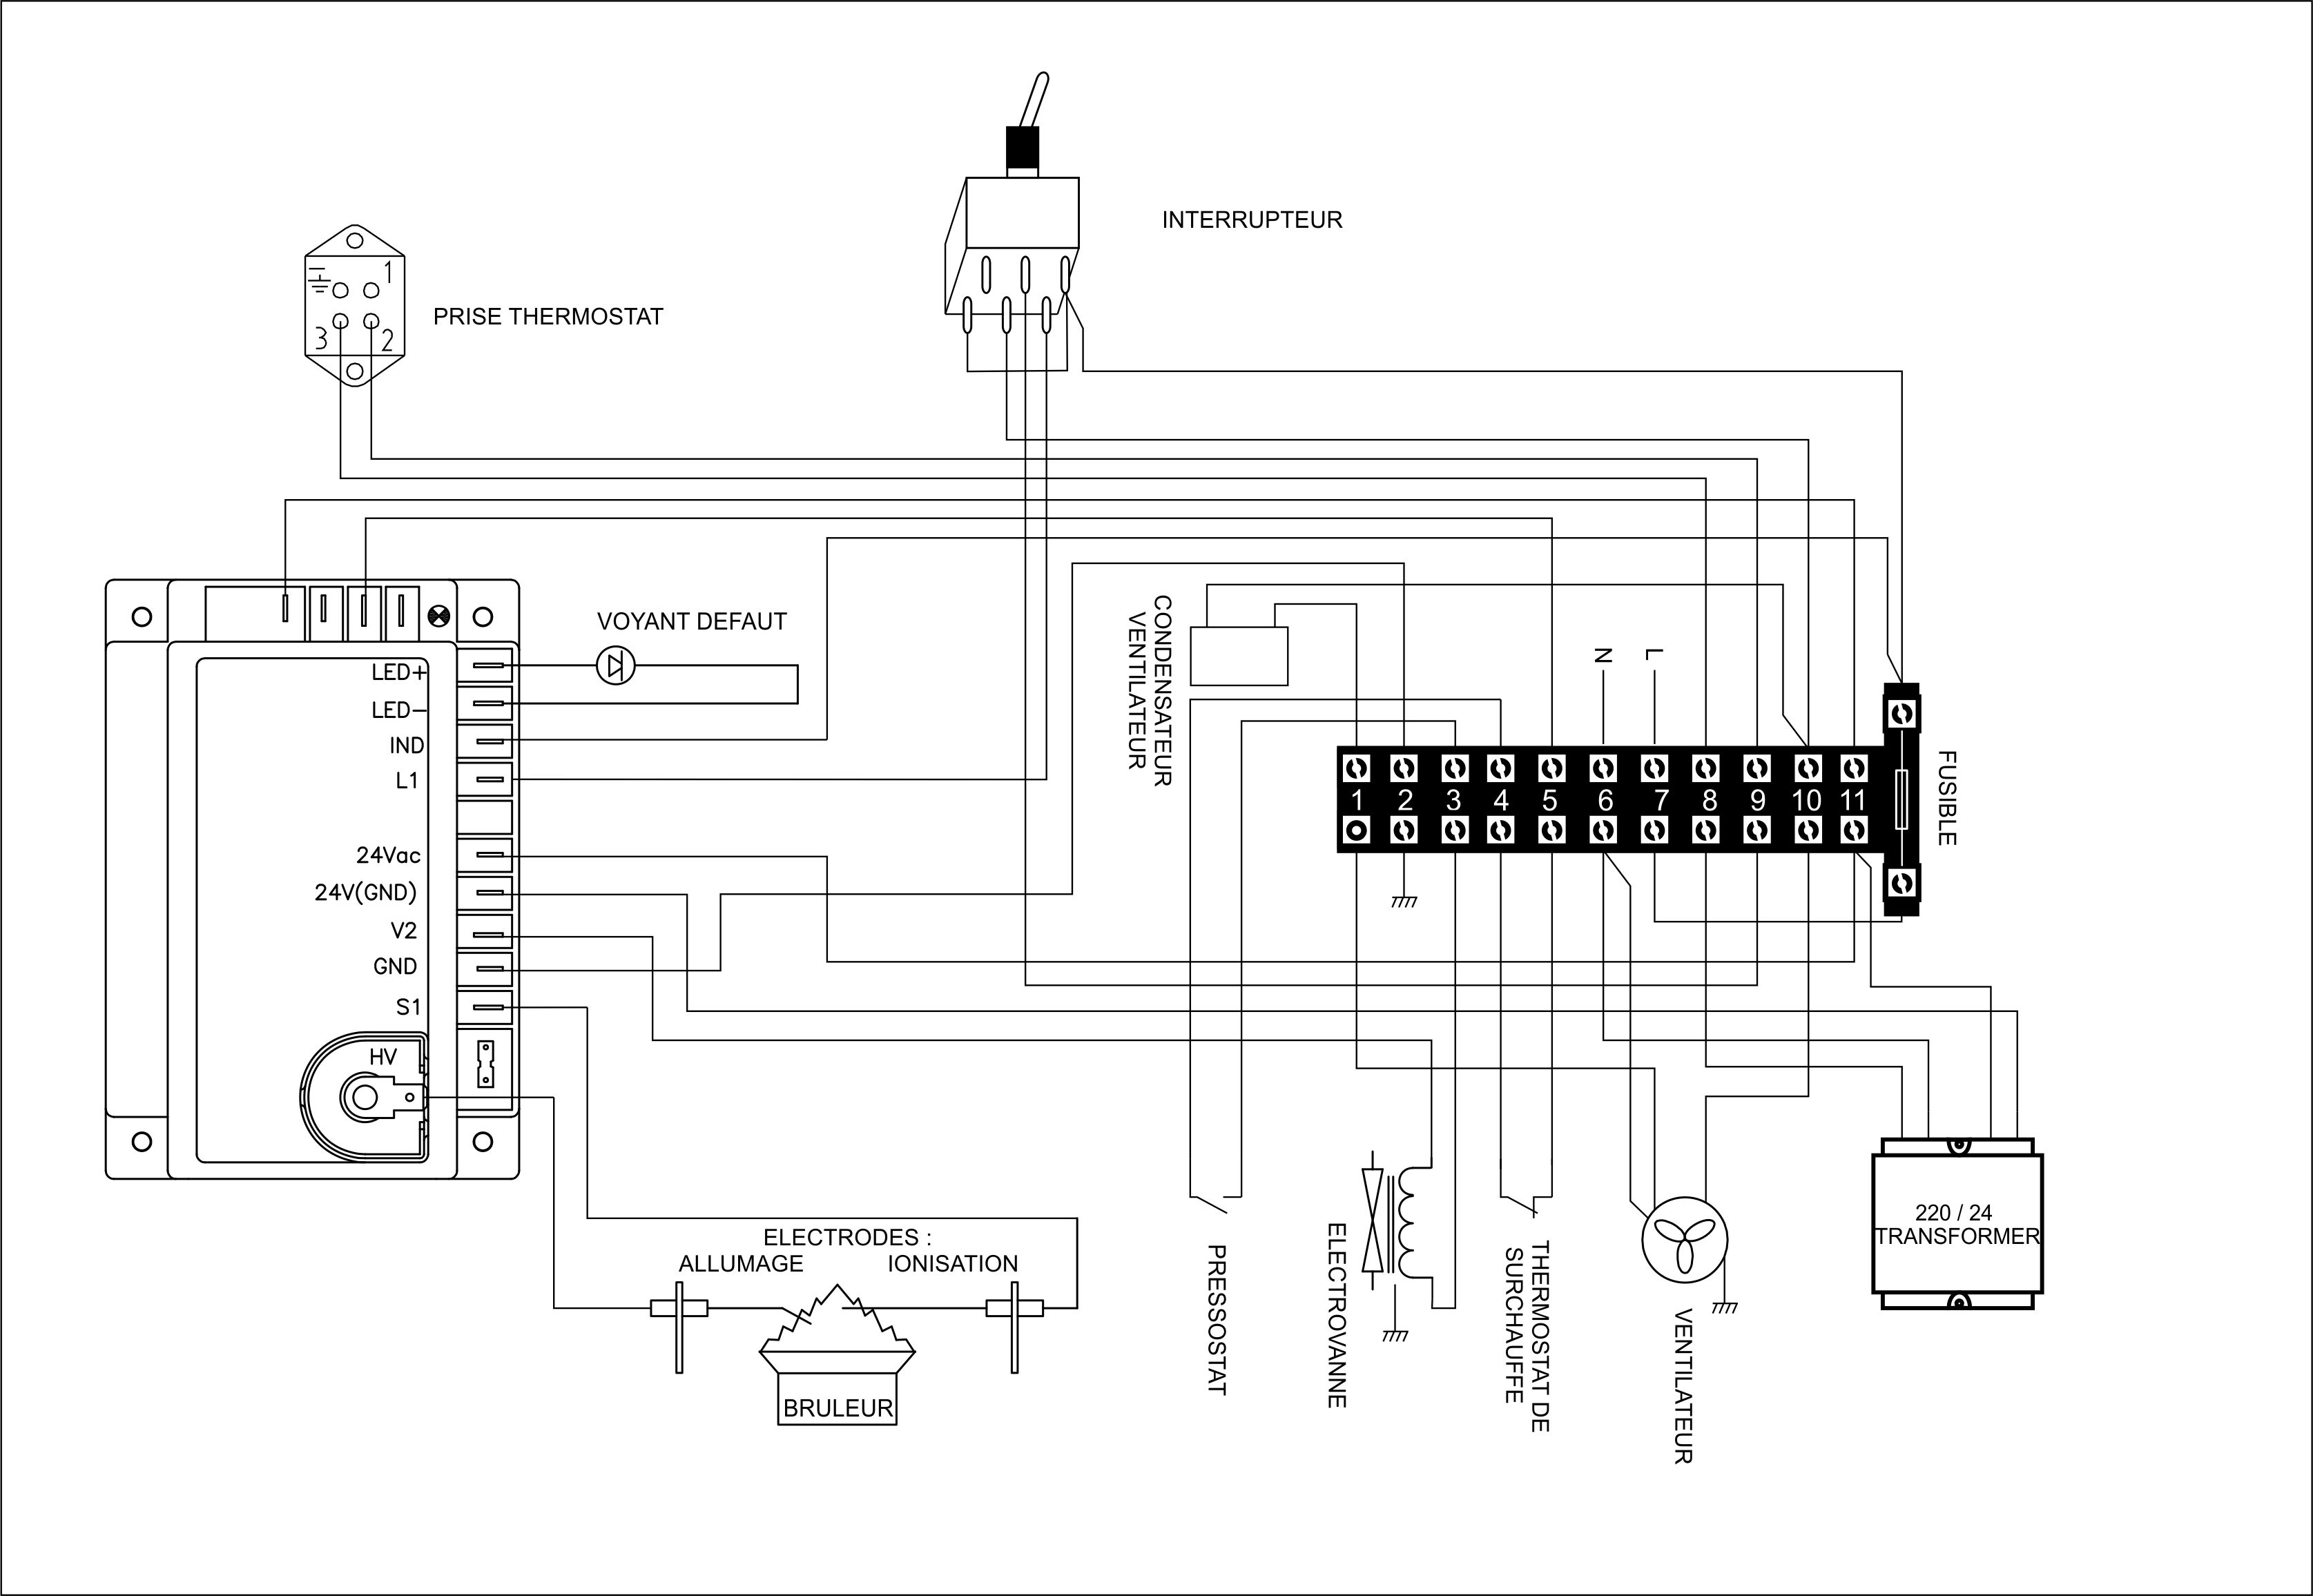 INTERRUPTEUR
1
3
2
PRISE THERMOSTAT
VOYANT DEFAUT
CONDENSATEUR
VENTILATEUR
N
L
LED+
LED−
IND
L1
24Vac
24V(GND)
V2
GND
S1
HV
1 2 3 4 5 6 7 8 9 10 11
FUSIBLE
ELECTRODES :
ALLUMAGE
IONISATION
BRULEUR
PRESSOSTAT
ELECTROVANNE
THERMOSTAT DE
SURCHAUFFE
VENTILATEUR
220 / 24
TRANSFORMER